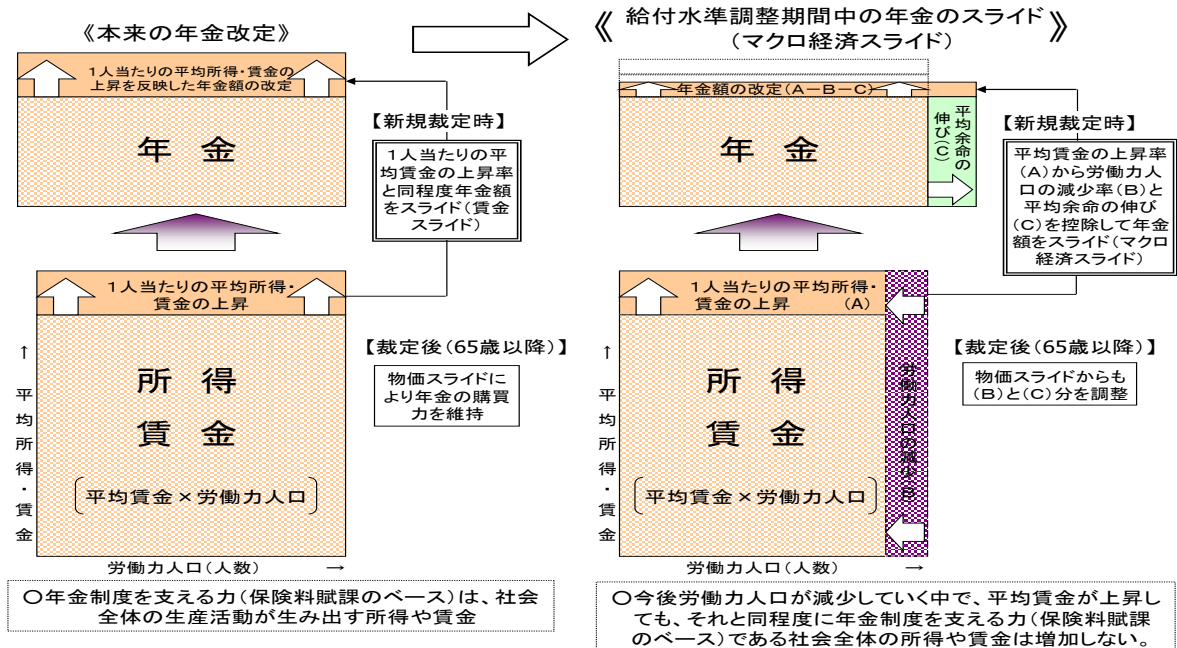 《本来の年金改定》
1人当たりの平均所得・賃金の
上昇を反映した年金額の改定
年 金
【新規裁定時】
1人当たりの平
均賃金の上昇率
と同程度年金額
をスライド(賃金
スライド)
1人当たりの平均所得・
賃金の上昇
所 得
賃 金
平均賃金×労働力人口
↑
平均所得・賃金
労働力人口(人数) →
【裁定後(65歳以降)】
物価スライドに
より年金の購買
力を維持
○年金制度を支える力(保険料賦課のベース)は、社会
全体の生産活動が生み出す所得や賃金
《 給付水準調整期間中の年金のスライド 》
(マクロ経済スライド)
年金額の改定(A-B-C)
年 金
平均余命の
伸び(C)
【新規裁定時】
平均賃金の上昇率
(A)から労働力人
口の減少率(B)と
平均余命の伸び
(C)を控除して年金
額をスライド(マクロ
経済スライド)
1人当たりの平均所得・
賃金の上昇 (A)
所 得
賃 金
平均賃金×労働力人口
労働力人口の減少 B
↑
平均所得・賃金
労働力人口(人数) →
【裁定後(65歳以降)】
物価スライドからも
(B)と(C)分を調整
○今後労働力人口が減少していく中で、平均賃金が上昇し
ても、それと同程度に年金制度を支える力(保険料賦課
のベース)である社会全体の所得や賃金は増加しない。